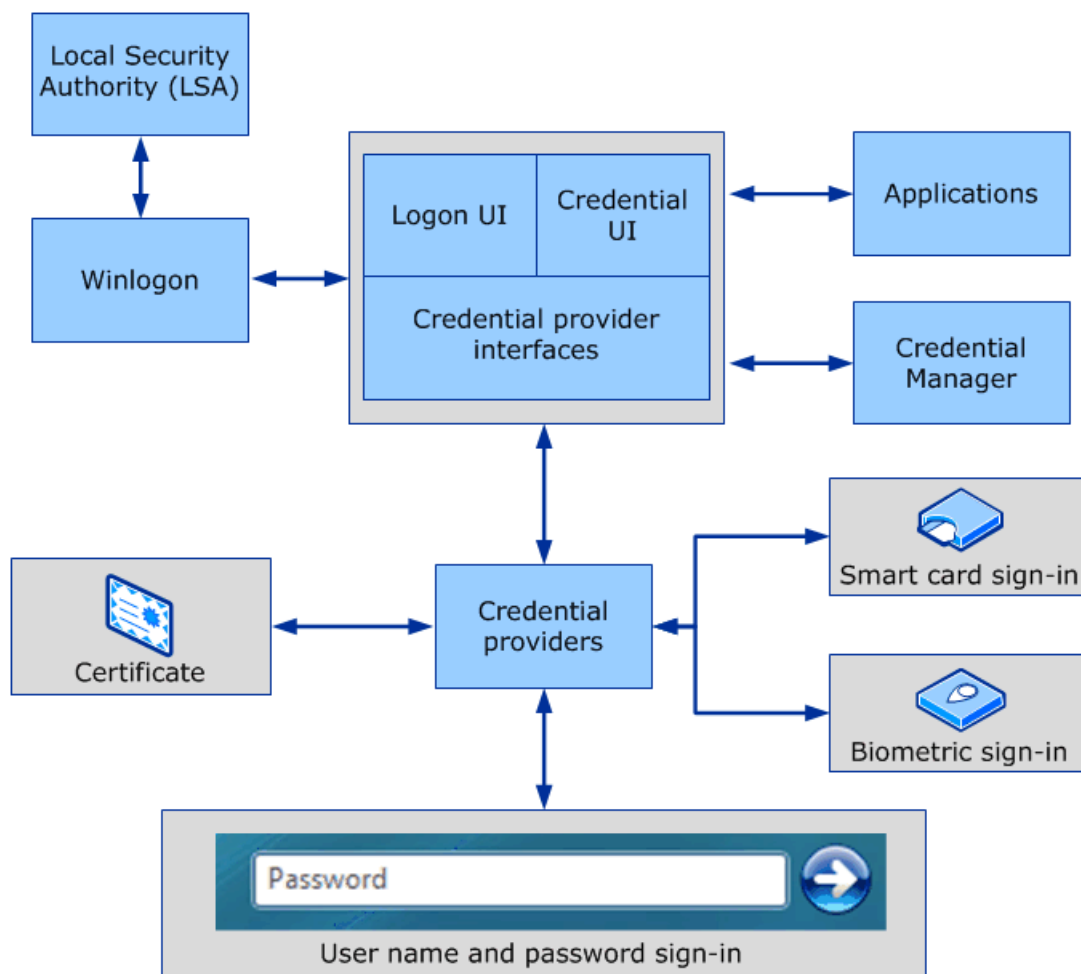 Local Security
Authority (LSA)
Logon UI
Credential
UI
Applications
Winlogon
Credential provider
interfaces
Credential
Manager
Smart card sign-in
Certificate
Credential
providers
Biometric sign-in
Password
User name and password sign-in